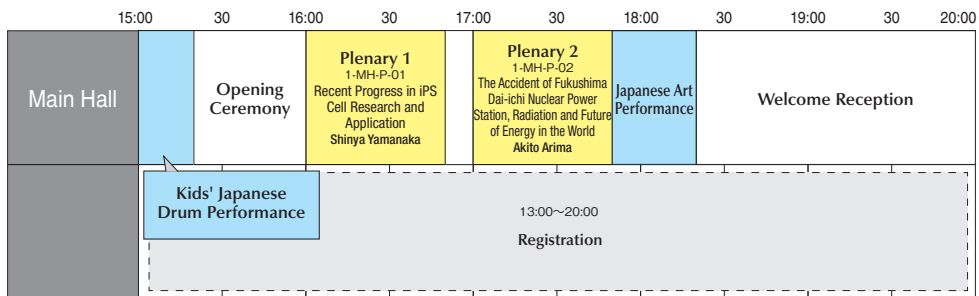 15:00 30 16:00 30 17:00 30 18:00 30 19:00 30 20:00
Main Hall
Kids' Japanese
Drum Performance
Opening
Ceremony
Plenary 1
1-MH-P-01
Recent Progress in iPS
Cell Research and
Application
Shinya Yamanaka
Plenary 2
1-MH-P-02
The Accident of Fukushima
Dai-ichi Nuclear Power
Station, Radiation and Future
of Energy in the World
Akito Arima
Japanese Art
Performance
Welcome Reception
13:00〜20:00
Registration